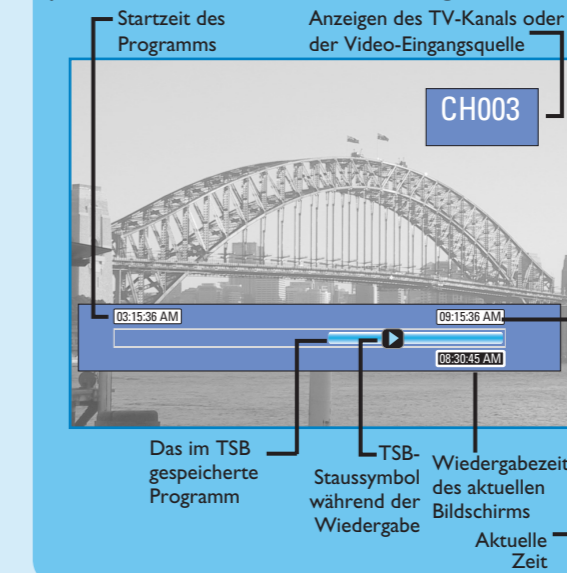 Startzeit des
Programms
Anzeigen des TV-Kanals oder
der Video-Eingangsquelle
CH003
03:15:36 AM
09:15:36 AM
08:30:45 AM
Das im TSB
gespeicherte
Programm
TSB-
Staussymbol
während der
Wiedergabe
Wiedergabezeit
des aktuellen
Bildschirms
Aktuelle
Zeit